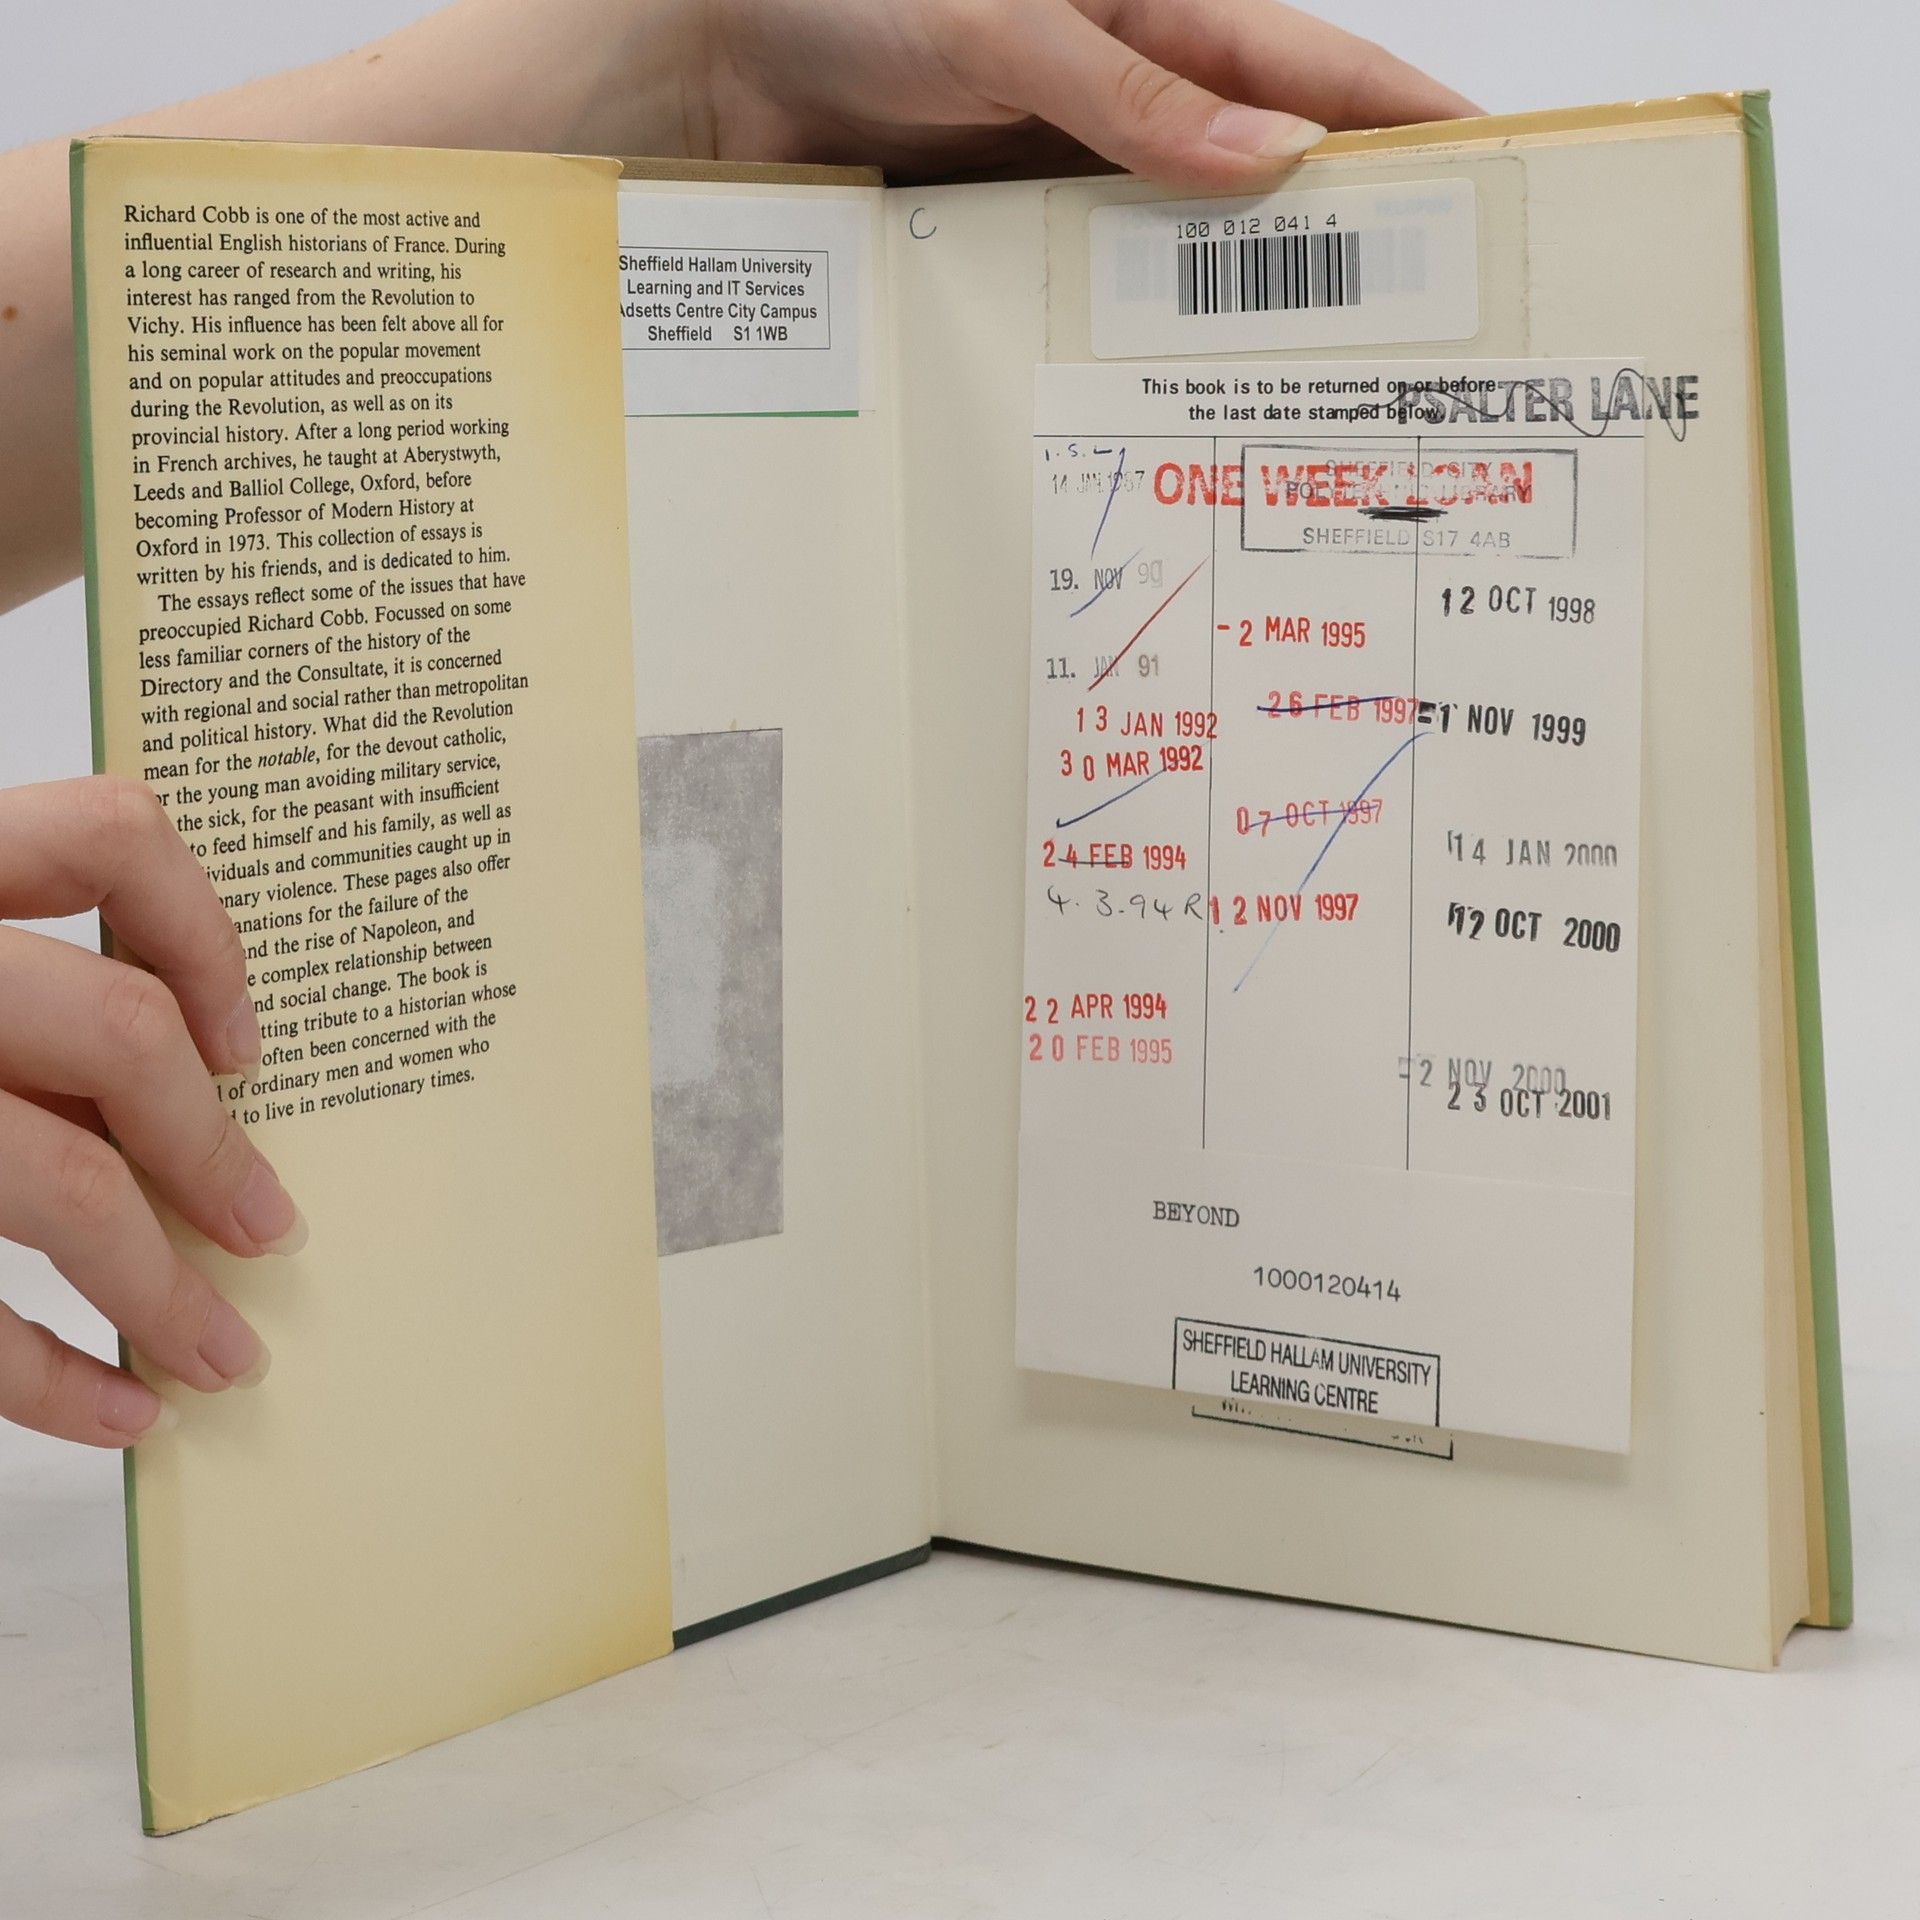 Richard Cobb is one of the most active and
influential English historians of France. During
a long career of research and writing, his
interest has ranged from the Revolution to
Vichy. His influence has been felt above all for
his seminal work on the popular movement
and on popular attitudes and preoccupations
during the Revolution, as well as on its
provincial history. After a long period working
in French archives, he taught at Aberystwyth,
Leeds and Balliol College, Oxford, before
becoming Professor of Modern History at
Oxford in 1973. This collection of essays is
written by his friends, and is dedicated to him.
The essays reflect some of the issues that have
preoccupied Richard Cobb. Focussed on some
less familiar corners of the history of the
Directory and the Consultate, it is concerned
with regional and social rather than metropolitan
and political history. What did the Revolution
mean for the notable, for the devout catholic,
the young man avoiding military service,
the sick, for the peasant with insufficient
to feed himself and his family, as well as
and communities caught up in
violence. These pages also offer
for the failure of the
and the rise of Napoleon, and
complex relationship between
and social change. The book is
tribute to a historian whose
often been concerned with the
of ordinary men and women who
to live in revolutionary times.
Sheffield Hallam University
Learning and IT Services
Adsetts Centre City Campus
Sheffield S1 1WB
C
100 012 041 4
This book is to be returned on or before
the last date stamped below.
PSALTER LANE
ONE WEEK LOAN
SHEFFIELD CITY
POLYTECHNIC LIBRARY
SHEFFIELD S17 4AB
14 JAN 1987
19. NOV 90
11. JAN 91
13 JAN 1992
30 MAR 1992
24 FEB 1994
4.3.94 R
22 APR 1994
20 FEB 1995
- 2 MAR 1995
26 FEB 1997
07 OCT 1997
12 NOV 1997
12 OCT 1998
-1 NOV 1999
14 JAN 2000
12 OCT 2000
-2 NOV 2000
23 OCT 2001
BEYOND
1000120414
SHEFFIELD HALLAM UNIVERSITY
LEARNING CENTRE